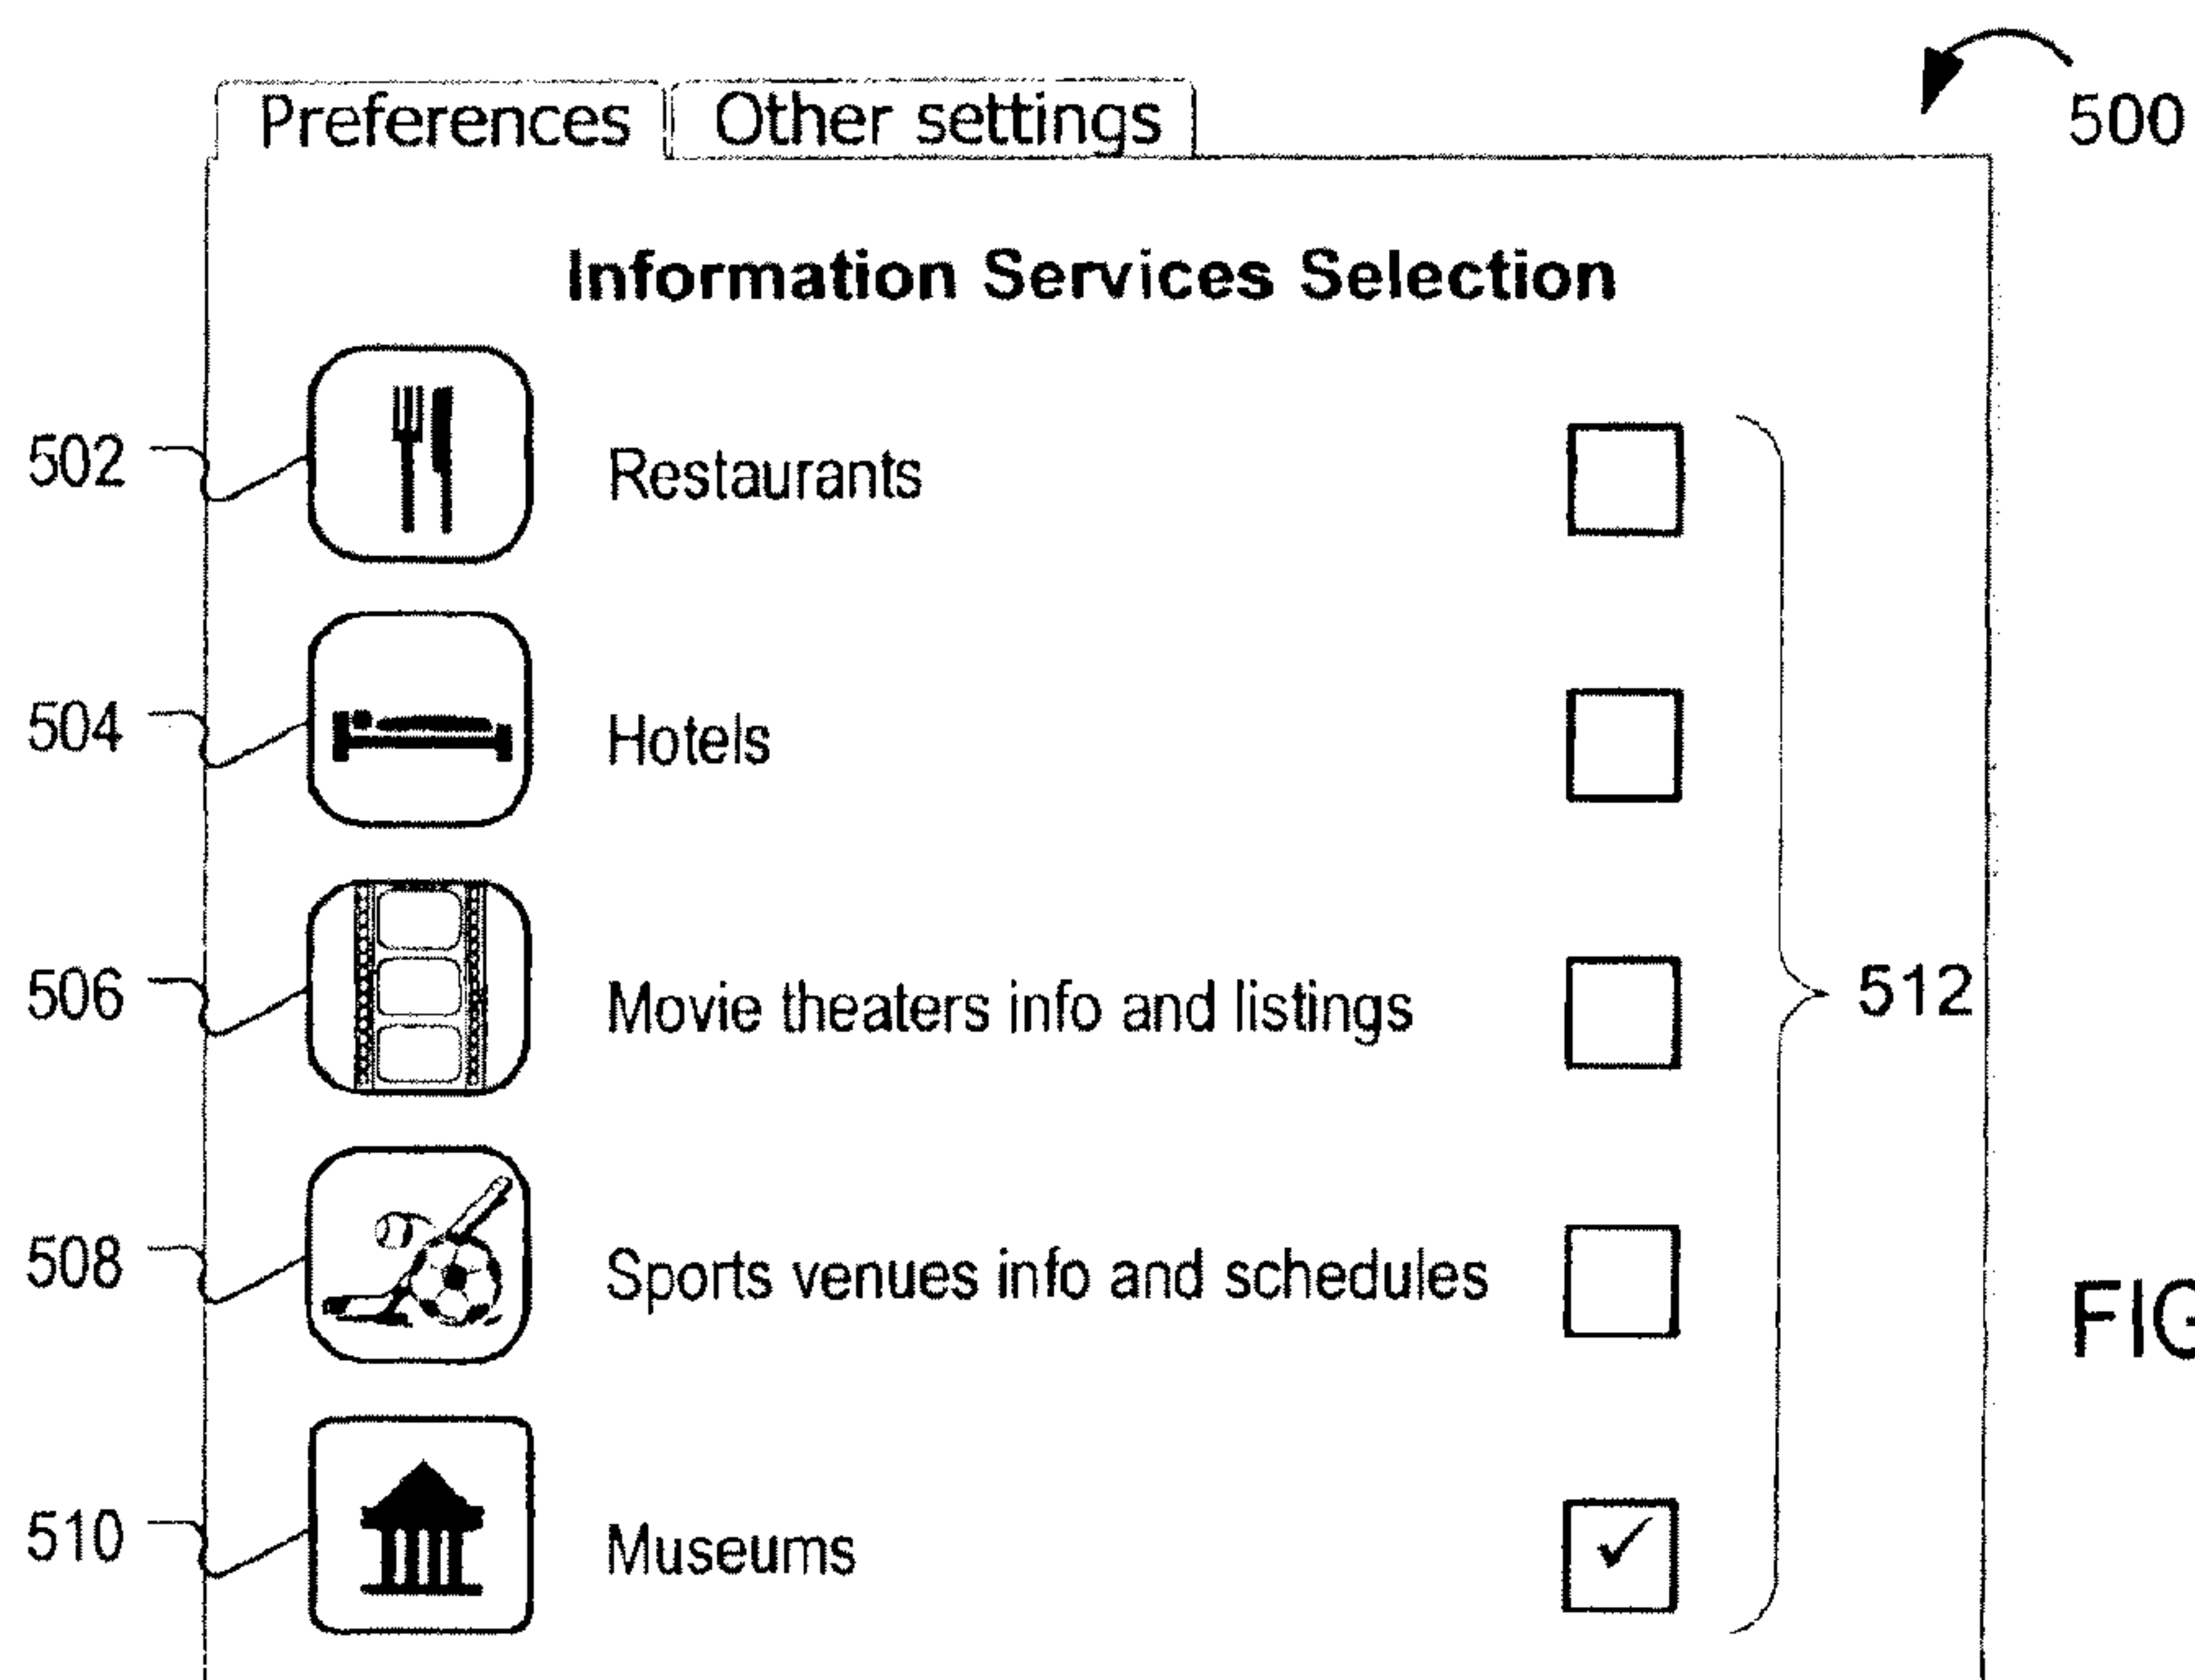 500
Preferences Other settings
Information Services Selection
502 Restaurants
504 Hotels
506 Movie theaters info and listings
512
508 Sports venues info and schedules
FIG
510 Museums